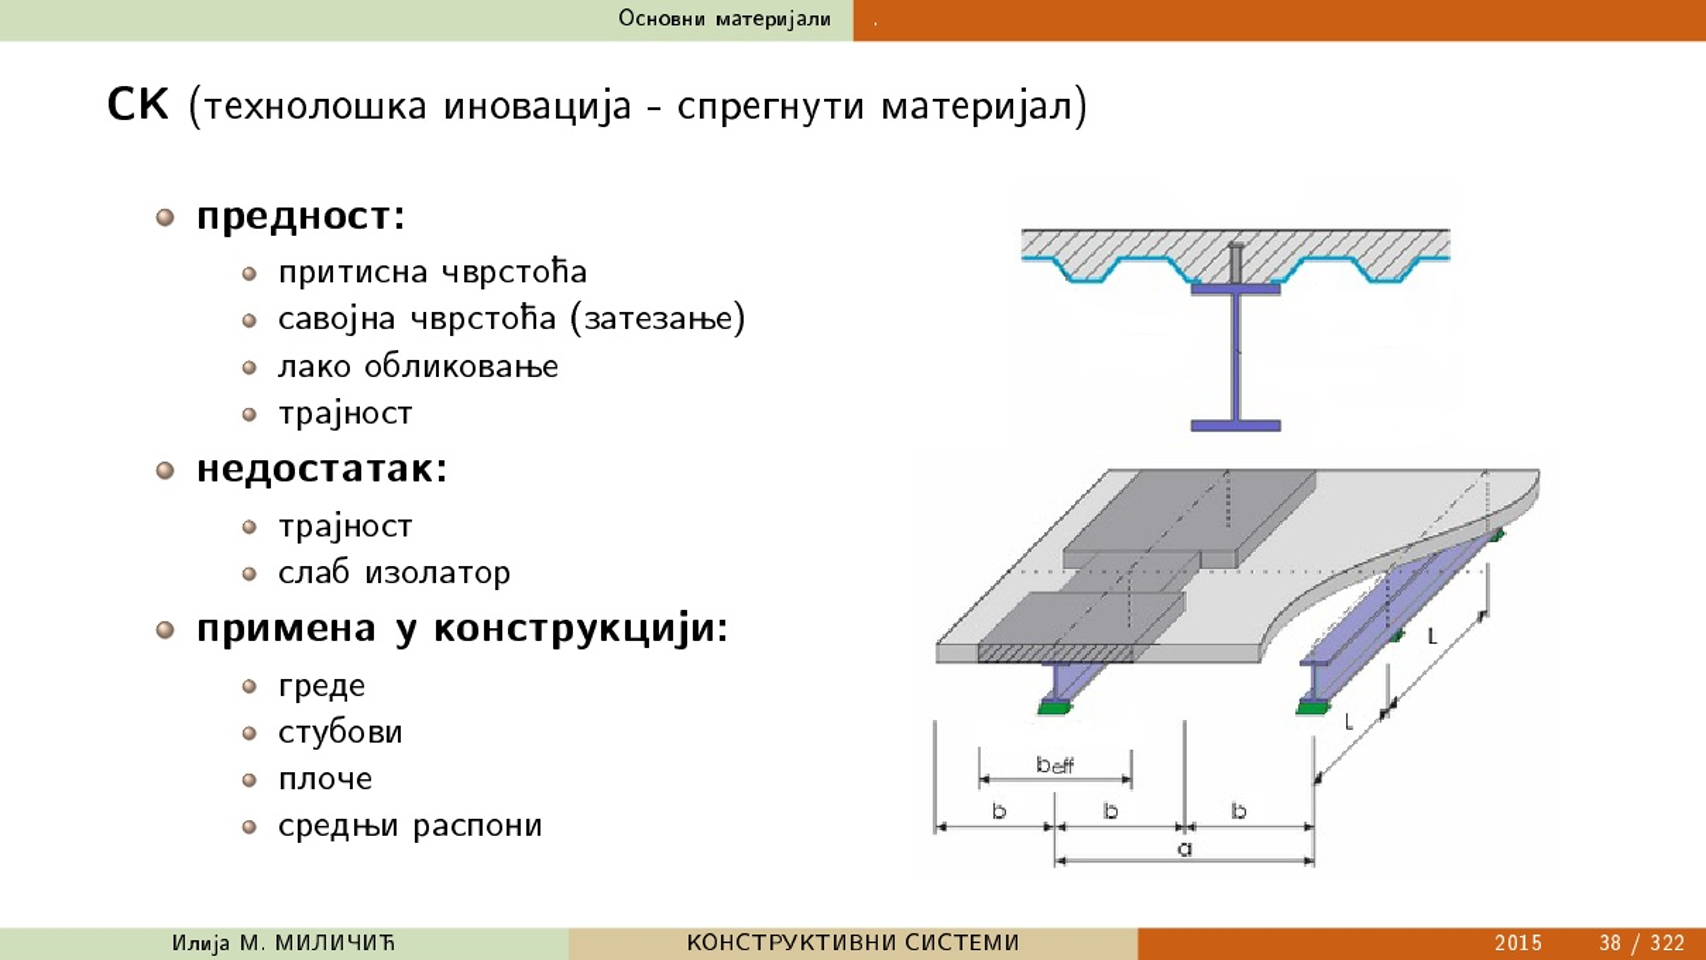 Основни материјали .
СК (технолошка иновација - спрегнути материјал)
предност:
притисна чврстоћа
савојна чврстоћа (затезање)
лако обликовање
трајност
недостатак:
трајност
слаб изолатор
примена у конструкцији:
греде
стубови
плоче
средњи распони
L
L
beff
b b b
a
Илија М. МИЛИЧИЋ КОНСТРУКТИВНИ СИСТЕМИ 2015 38 / 322